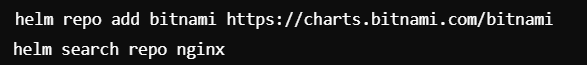 helm repo add bitnami https://charts.bitnami.com/bitnami
helm search repo nginx